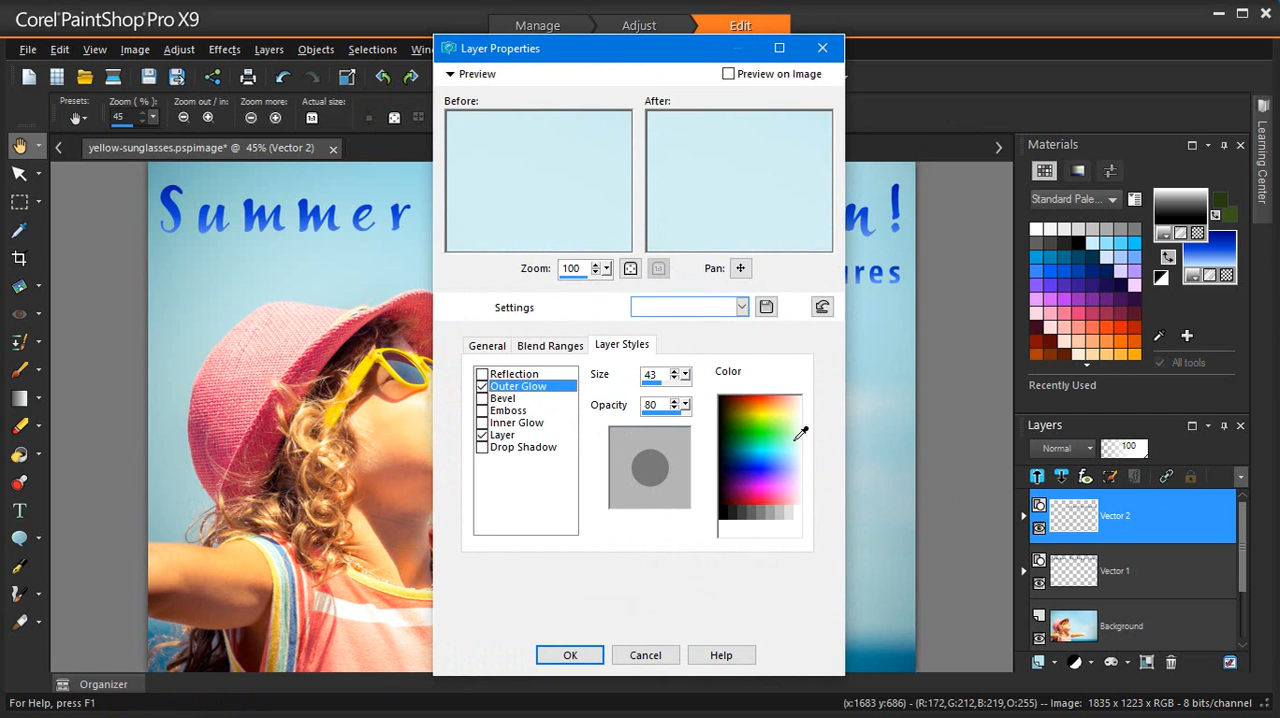 Corel PaintShop Pro X9
Manage
Adjust
Edit
File Edit View Image Adjust Effects Layers Objects Selections
Layer Properties
Preview
Preview on Image
Before:
After:
Presets:
Zoom ( % ):
Zoom out / in:
Zoom more:
Actual size:
45
yellow-sunglasses.pspimage* @ 45% (Vector 2)
Summer
n!
ures
Zoom: 100
Pan:
Settings
General
Blend Ranges
Layer Styles
Reflection
Outer Glow
Bevel
Emboss
Inner Glow
Layer
Drop Shadow
Size 43
Opacity 80
Color
OK
Cancel
Help
Materials
Standard Pale...
All tools
Recently Used
Learning Center
Layers
Normal
100
Vector 2
Vector 1
Background
Organizer
For Help, press F1
(x:1683 y:686) - (R:172,G:212,B:219,O:255) -- Image: 1835 x 1223 x RGB - 8 bits/channel